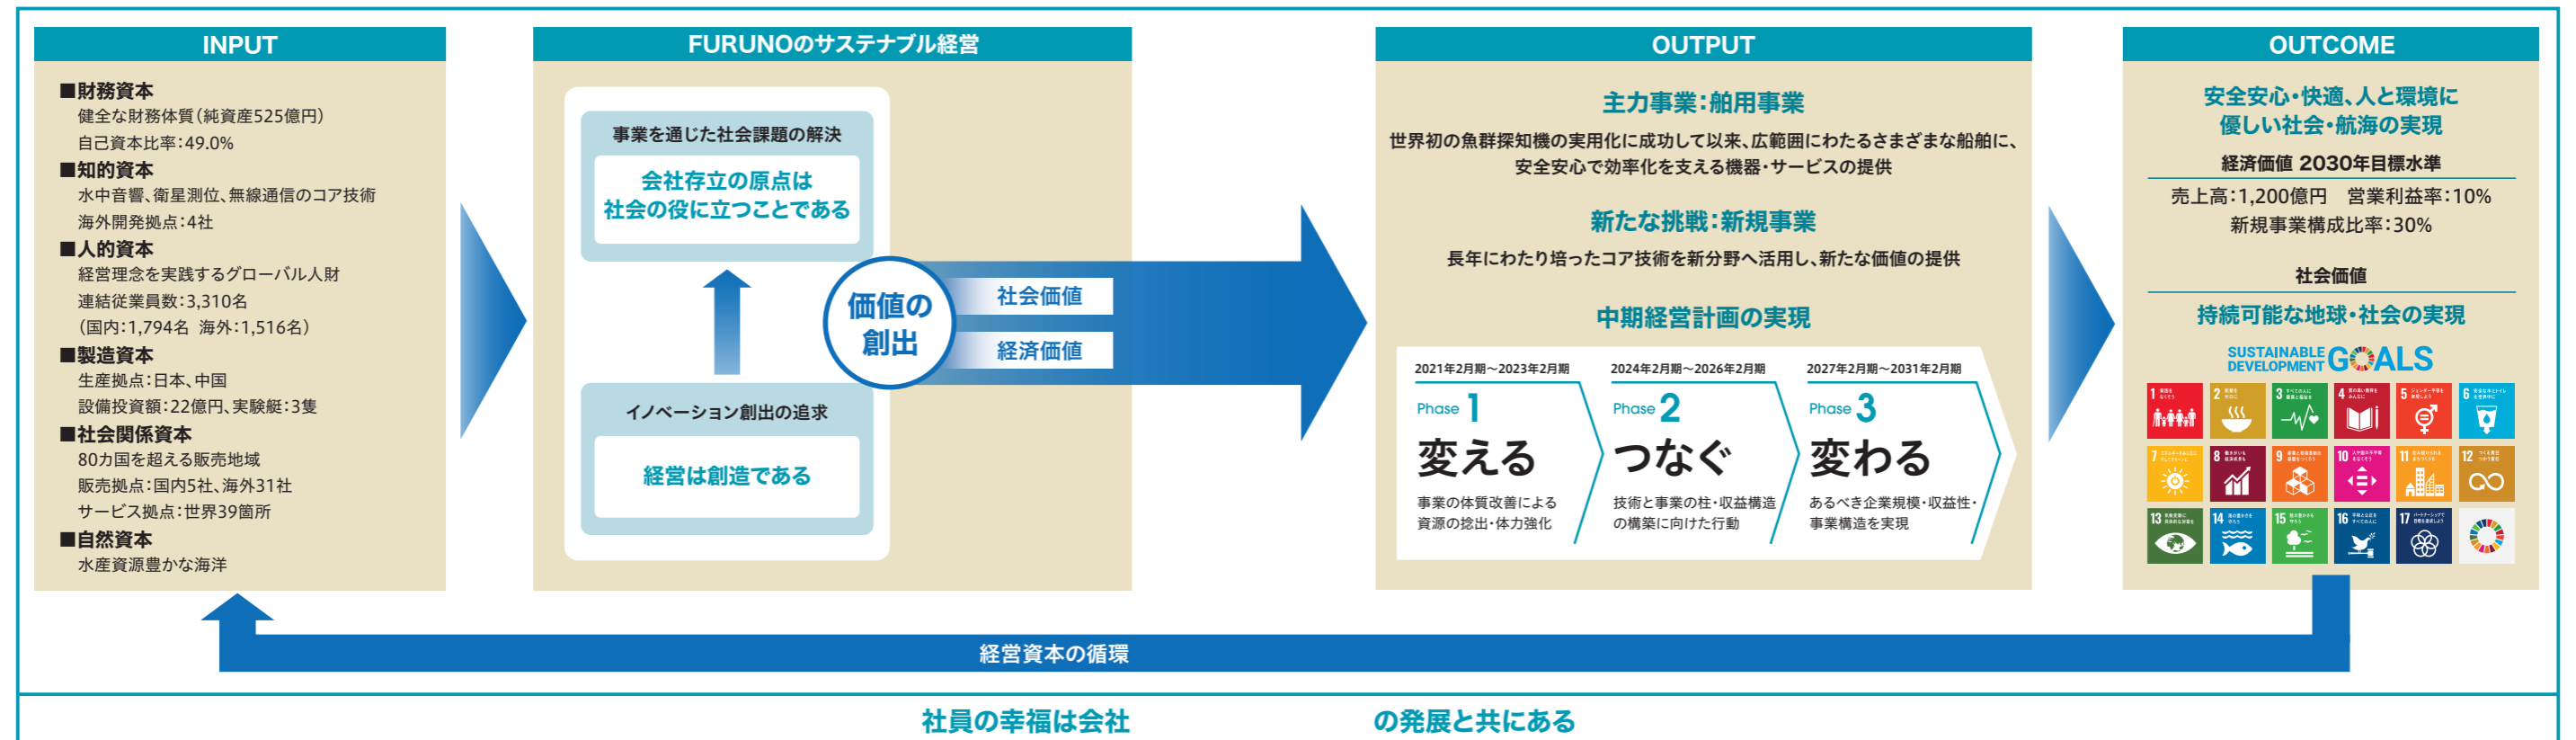 INPUT
■財務資本
健全な財務体質（純資産525億円）
自己資本比率：49.0%
■知的資本
水中音響、衛星測位、無線通信のコア技術
海外開発拠点：4社
■人的資本
経営理念を実践するグローバル人財
連結従業員数：3,310名
（国内：1,794名 海外：1,516名）
■製造資本
生産拠点：日本、中国
設備投資額：22億円、実験艇：3隻
■社会関係資本
80カ国を超える販売地域
販売拠点：国内5社、海外31社
サービス拠点：世界39箇所
■自然資本
水産資源豊かな海洋
FURUNOのサステナブル経営
事業を通じた社会課題の解決
会社存立の原点は
社会の役に立つことである
イノベーション創出の追求
経営は創造である
価値の
創出
社会価値
経済価値
OUTPUT
主力事業：舶用事業
世界初の魚群探知機の実用化に成功して以来、広範囲にわたるさまざまな船舶に、
安全安心で効率化を支える機器・サービスの提供
新たな挑戦：新規事業
長年にわたり培ったコア技術を新分野へ活用し、新たな価値の提供
中期経営計画の実現
2021年2月期～2023年2月期
Phase 1
変える
事業の体質改善による
資源の捻出・体力強化
2024年2月期～2026年2月期
Phase 2
つなぐ
技術と事業の柱・収益構造
の構築に向けた行動
2027年2月期～2031年2月期
Phase 3
変わる
あるべき企業規模・収益性・
事業構造を実現
OUTCOME
安全安心・快適、人と環境に
優しい社会・航海の実現
経済価値 2030年目標水準
売上高：1,200億円 営業利益率：10%
新規事業構成比率：30%
社会価値
持続可能な地球・社会の実現
SUSTAINABLE
DEVELOPMENT GOALS
1
2
3
4
5
6
7
8
9
10
11
12
13
14
15
16
17
経営資本の循環
社員の幸福は会社 の発展と共にある